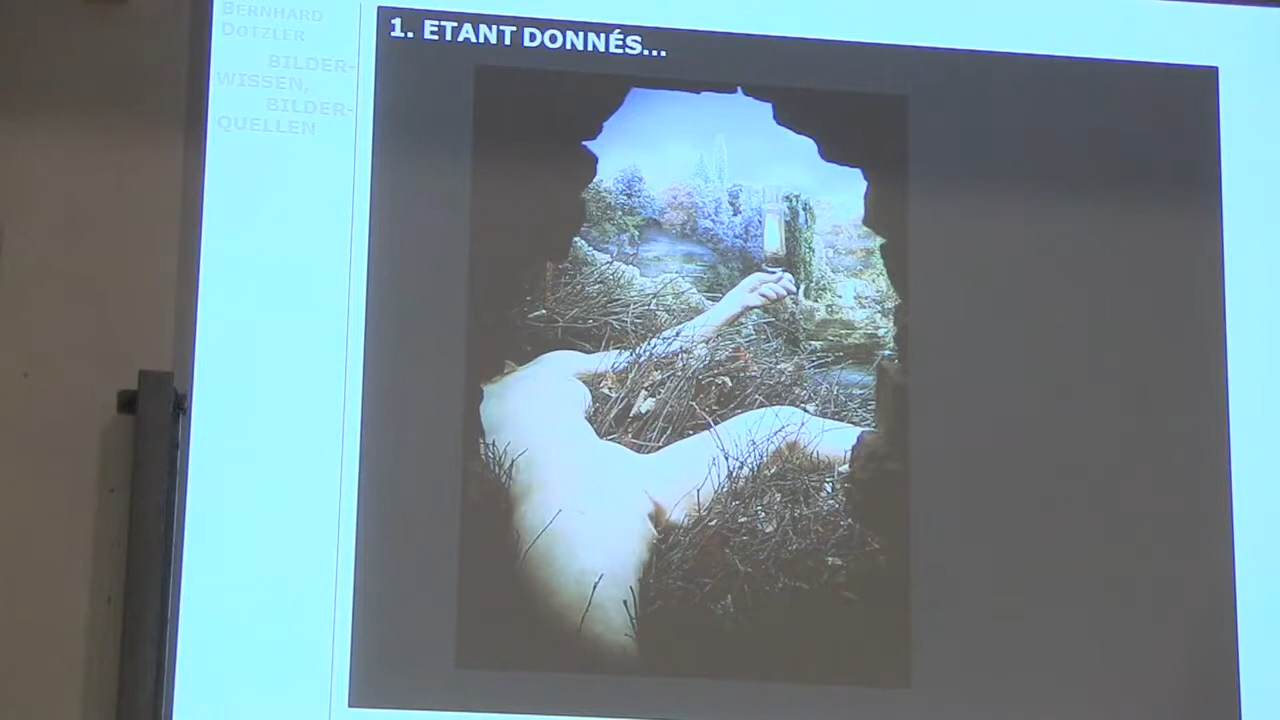 BERNHARD
DOTZLER
BILDER-
WISSEN,
BILDER-
QUELLEN
1. ETANT DONNÉS...